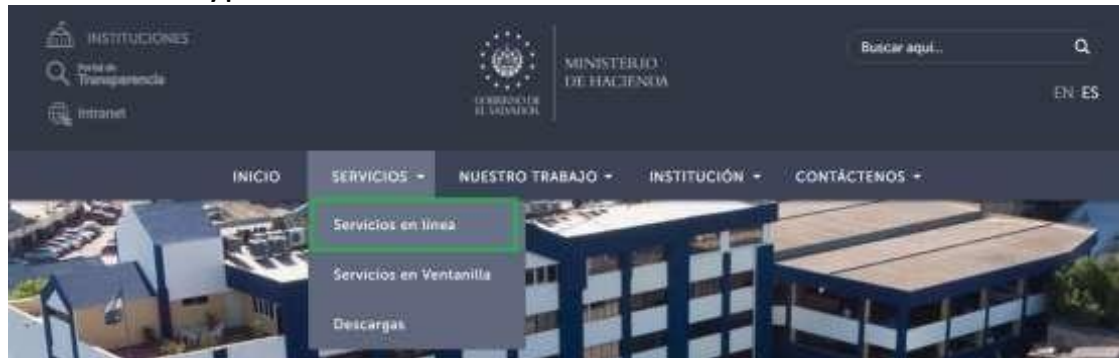 INSTITUCIONES
Portal de
Transparencia
Intranet
GOBIERNO DE
EL SALVADOR
MINISTERIO
DE HACIENDA
Buscar aquí...
EN ES
INICIO
SERVICIOS
NUESTRO TRABAJO
INSTITUCIÓN
CONTÁCTENOS
Servicios en línea
Servicios en Ventanilla
Descargas